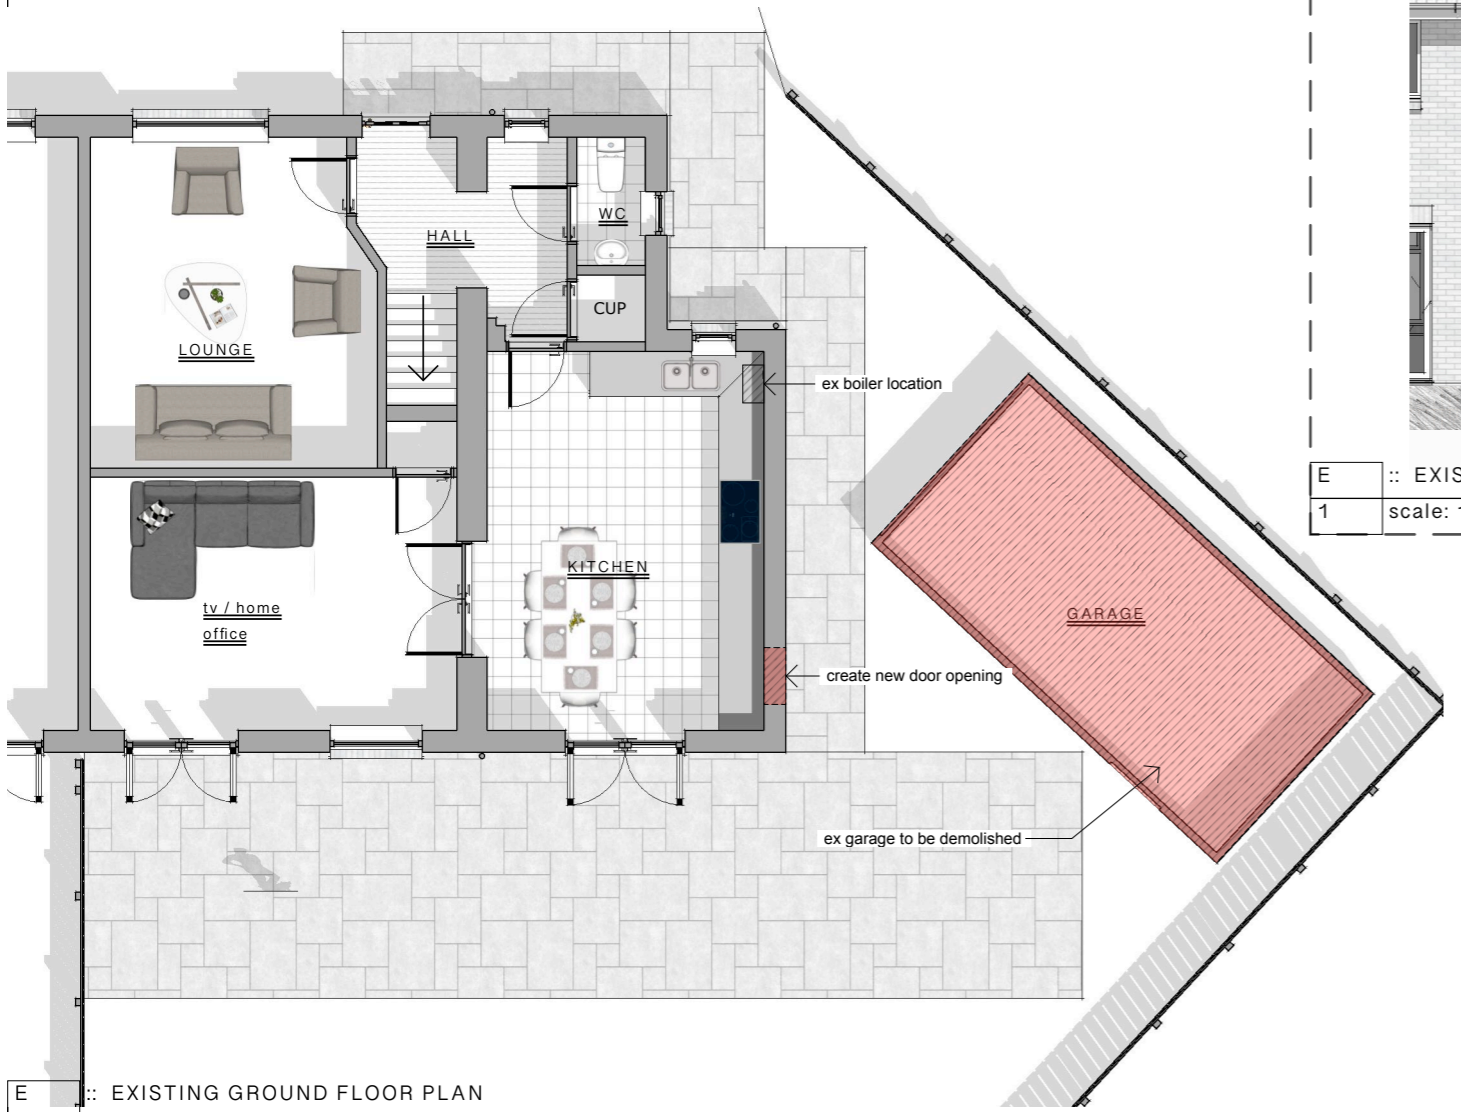 WC
HALL
CUP
LOUNGE
ex boiler location
E :: EXIS
1 scale: 1
KITCHEN
tv / home
office
GARAGE
create new door opening
ex garage to be demolished
E :: EXISTING GROUND FLOOR PLAN